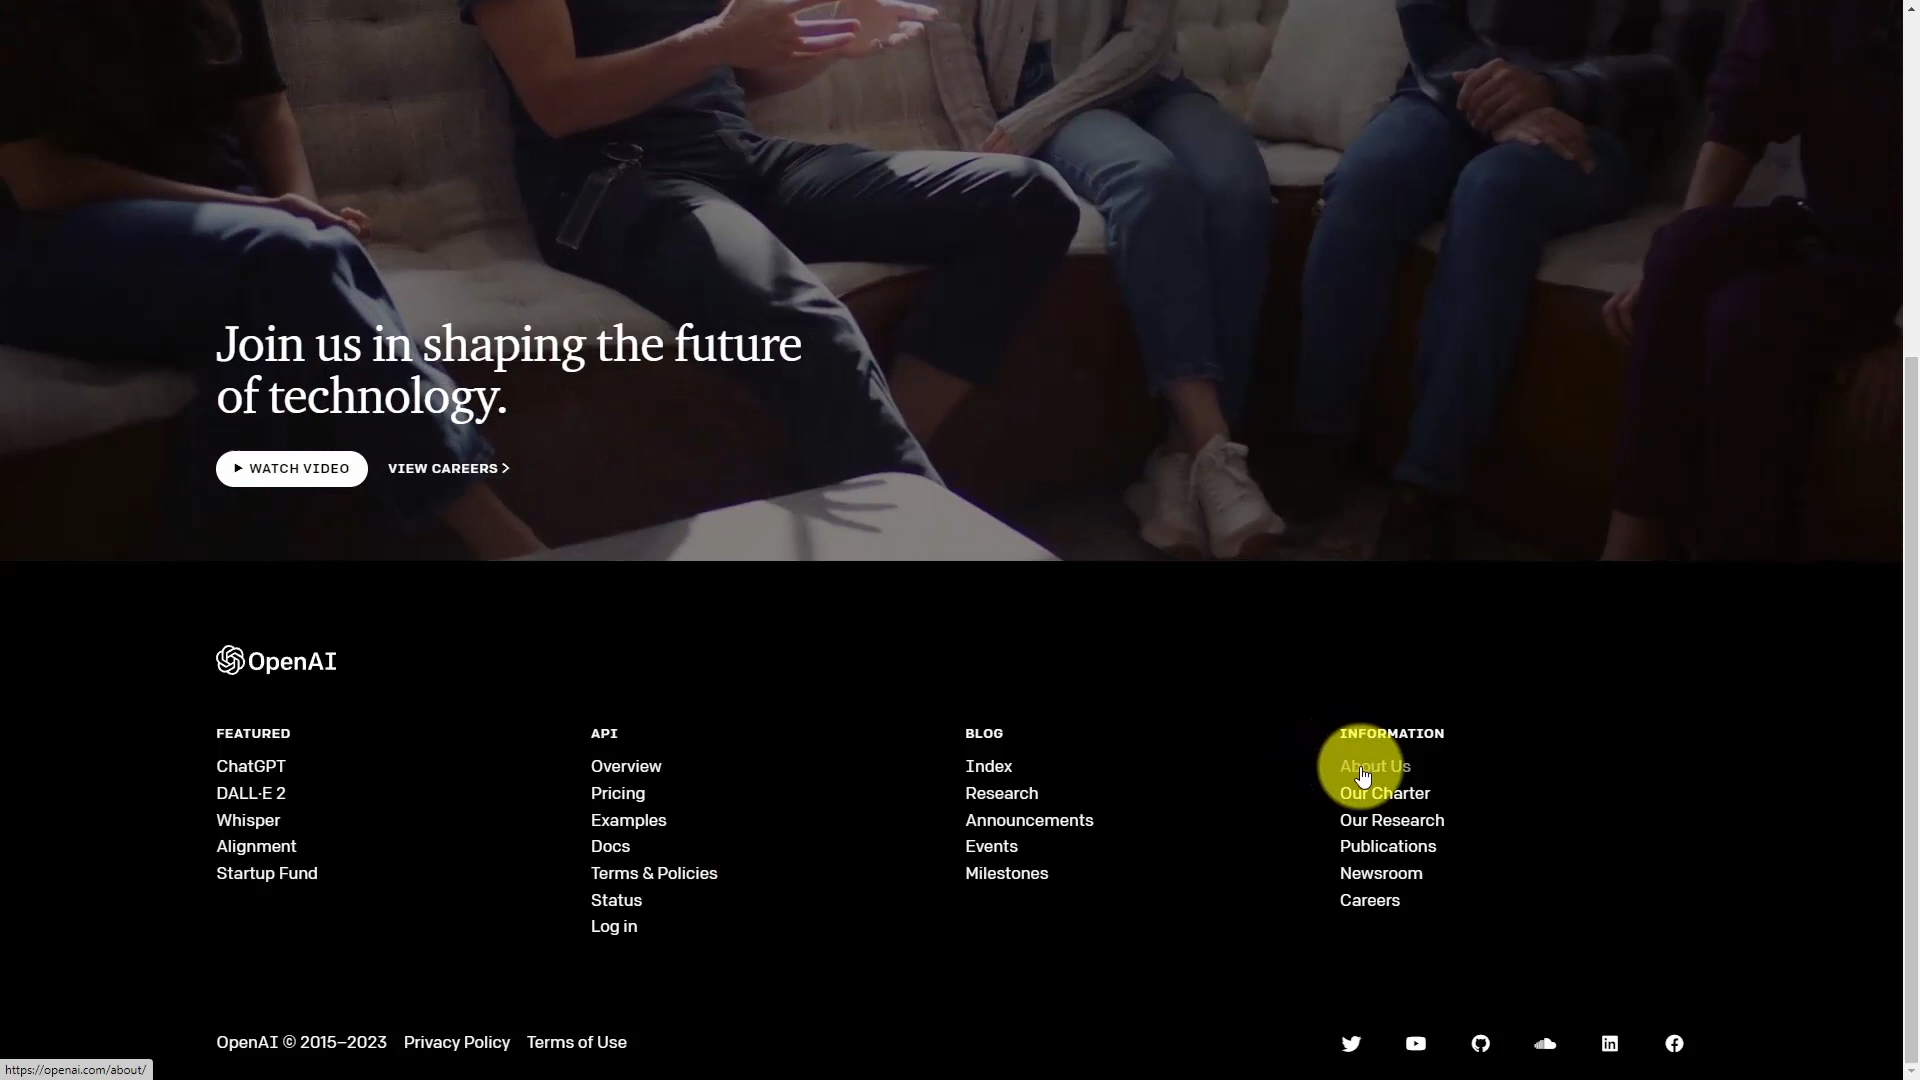 Join us in shaping the future
of technology.
WATCH VIDEO
VIEW CAREERS >
OpenAI
FEATURED
ChatGPT
DALL·E 2
Whisper
Alignment
Startup Fund
API
Overview
Pricing
Examples
Docs
Terms & Policies
Status
Log in
BLOG
Index
Research
Announcements
Events
Milestones
INFORMATION
About Us
Our Charter
Our Research
Publications
Newsroom
Careers
OpenAI © 2015–2023 Privacy Policy Terms of Use
https://openai.com/about/